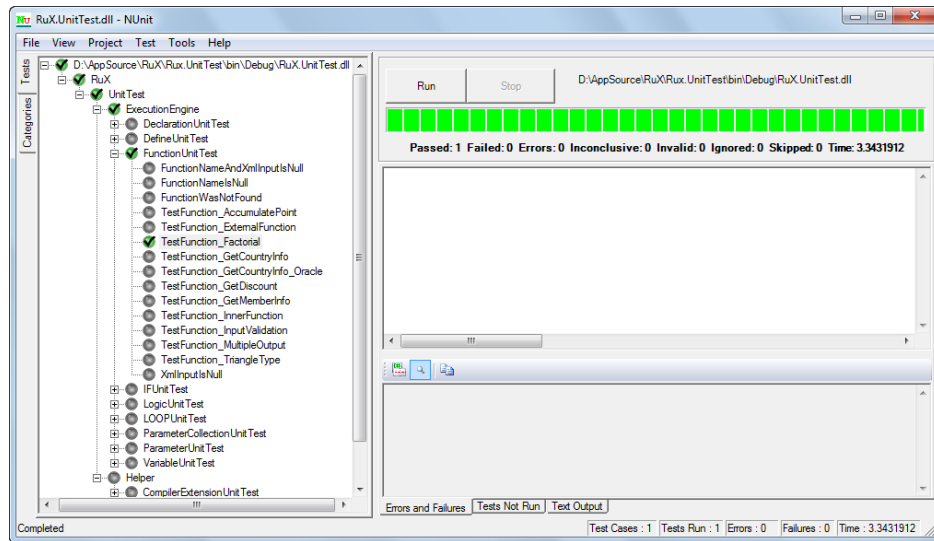 RuX.UnitTest.dll - NUnit
File View Project Test Tools Help
Tests
Categories
D:\AppSource\RuX\Rux.UnitTest\bin\Debug\RuX.UnitTest.dll
RuX
UnitTest
ExecutionEngine
DeclarationUnitTest
DefineUnitTest
FunctionUnitTest
FunctionNameAndXmlInputIsNull
FunctionNameIsNull
FunctionWasNotFound
TestFunction_AccumulatePoint
TestFunction_ExternalFunction
TestFunction_Factorial
TestFunction_GetCountryInfo
TestFunction_GetCountryInfo_Oracle
TestFunction_GetDiscount
TestFunction_GetMemberInfo
TestFunction_InnerFunction
TestFunction_InputValidation
TestFunction_MultipleOutput
TestFunction_TriangleType
XmlInputIsNull
IFUnitTest
LogicUnitTest
LOOPUnitTest
ParameterCollectionUnitTest
ParameterUnitTest
VariableUnitTest
Helper
CompilerExtensionUnitTest
Run Stop D:\AppSource\RuX\Rux.UnitTest\bin\Debug\RuX.UnitTest.dll
Passed: 1 Failed: 0 Errors: 0 Inconclusive: 0 Invalid: 0 Ignored: 0 Skipped: 0 Time: 3.3431912
Errors and Failures Tests Not Run Text Output
Completed Test Cases : 1 Tests Run : 1 Errors : 0 Failures : 0 Time : 3.3431912